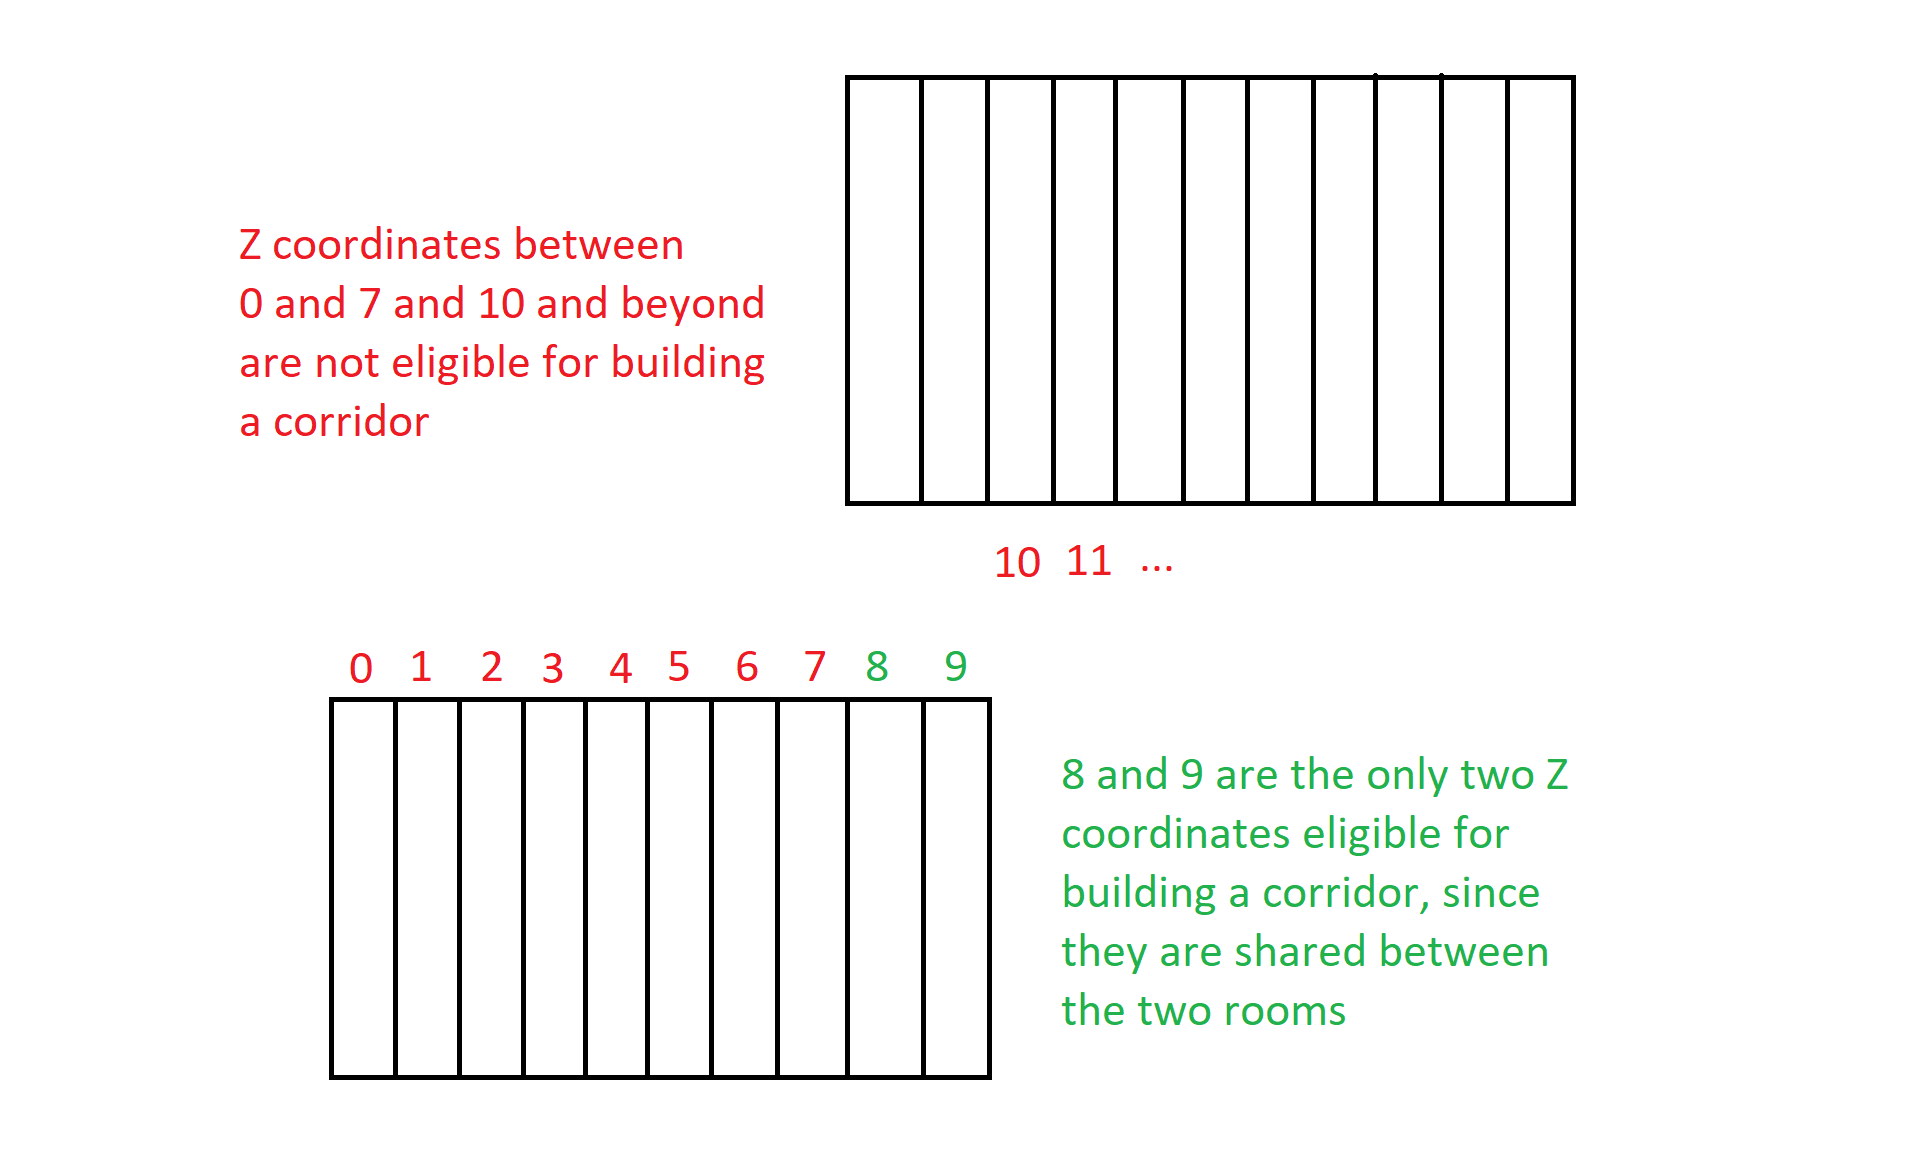 Z coordinates between
0 and 7 and 10 and beyond
are not eligible for building
a corridor
10 11 ...
0 1 2 3 4 5 6 7 8 9
8 and 9 are the only two Z
coordinates eligible for
building a corridor, since
they are shared between
the two rooms